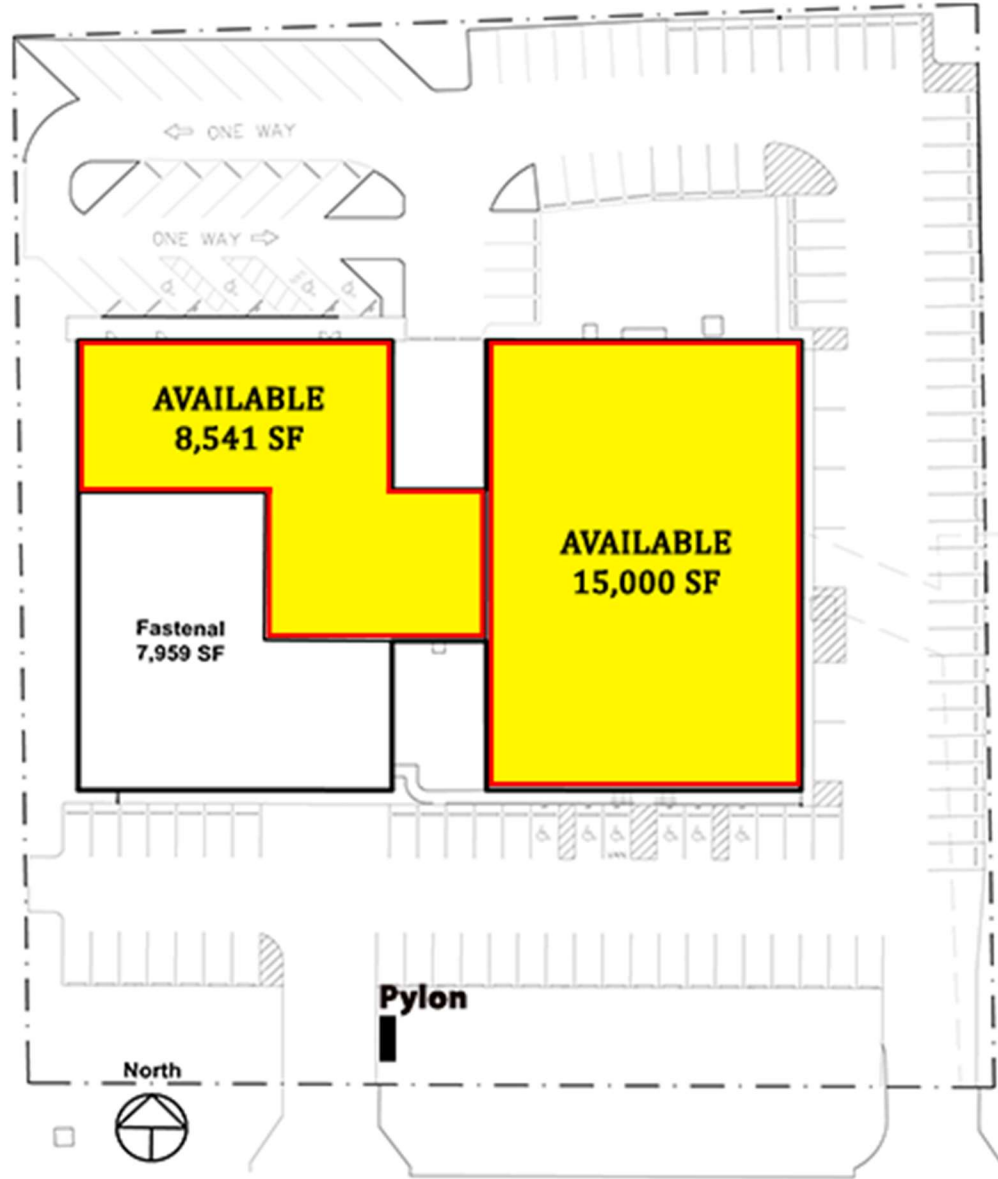 ONE WAY
ONE WAY
AVAILABLE
8,541 SF
AVAILABLE
15,000 SF
Fastenal
7,959 SF
Pylon
North